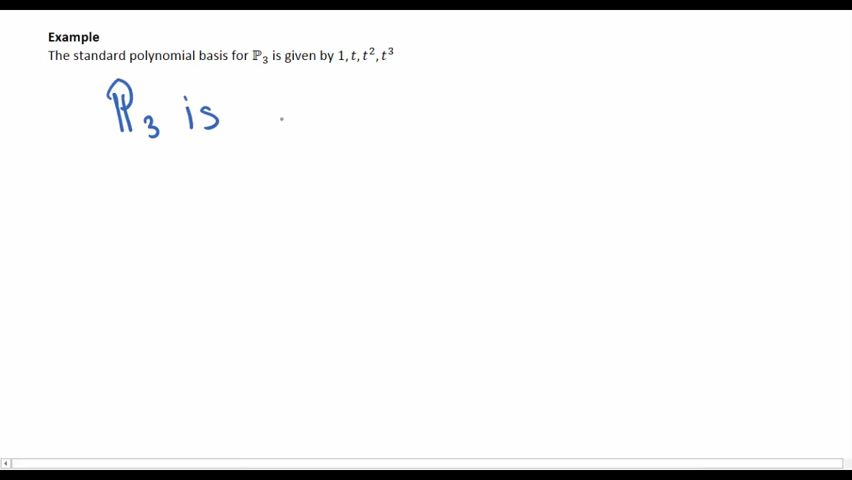 Example
The standard polynomial basis for ℙ₃ is given by 1, t, t², t³
ℙ₃ is